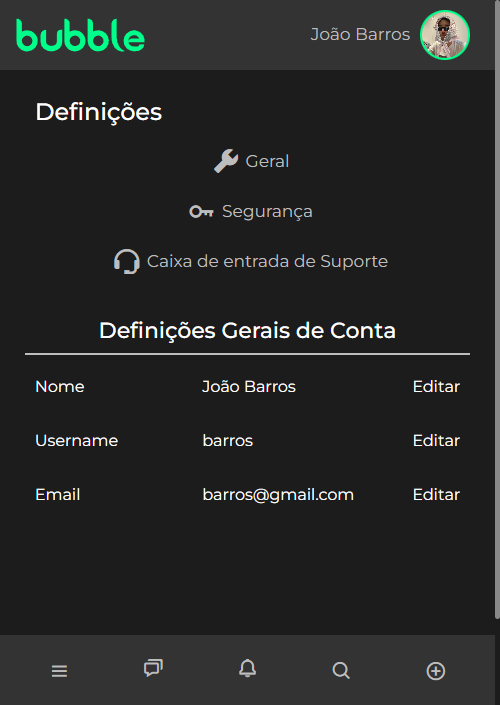 bubble
João Barros
Definições
Geral
Segurança
Caixa de entrada de Suporte
Definições Gerais de Conta
Nome João Barros Editar
Username barros Editar
Email barros@gmail.com Editar